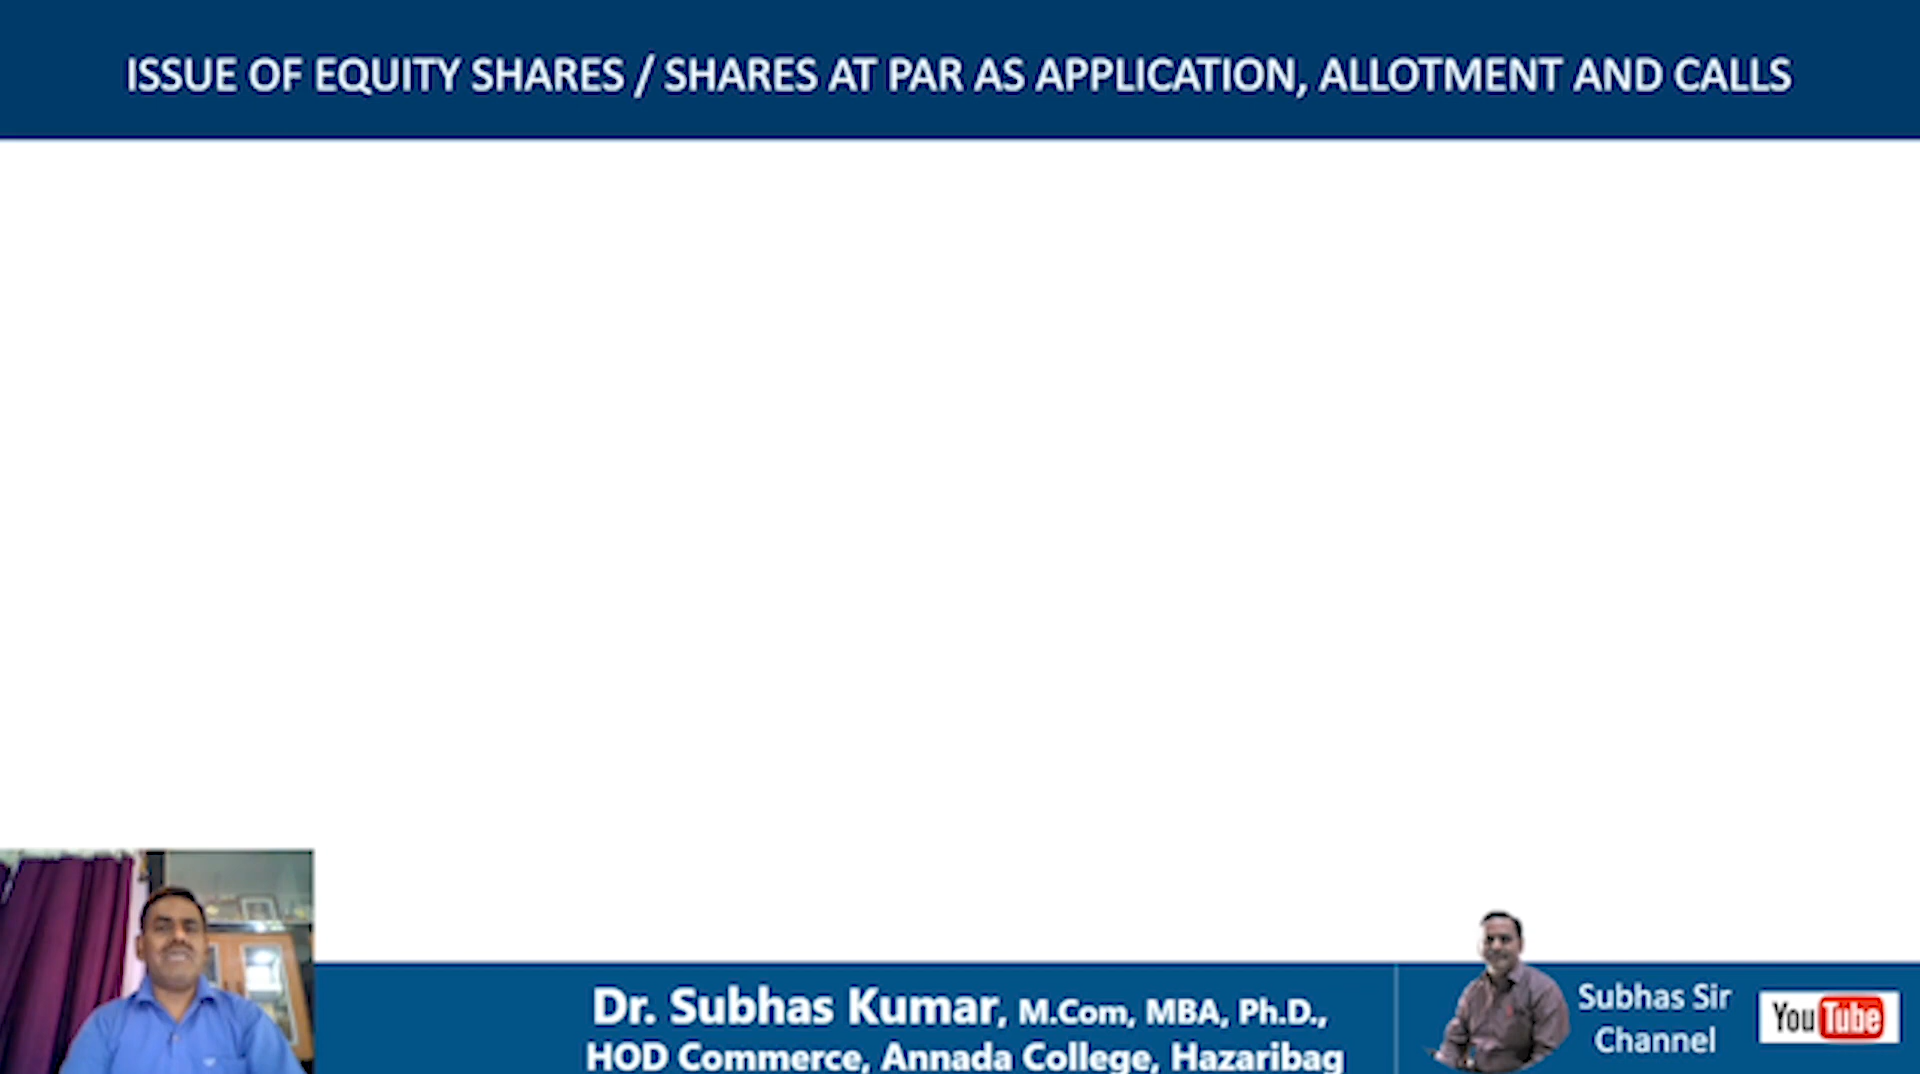 ISSUE OF EQUITY SHARES / SHARES AT PAR AS APPLICATION, ALLOTMENT AND CALLS
Dr. Subhas Kumar, M.Com, MBA, Ph.D.,
HOD Commerce, Annada College, Hazaribag
Subhas Sir
Channel
YouTube